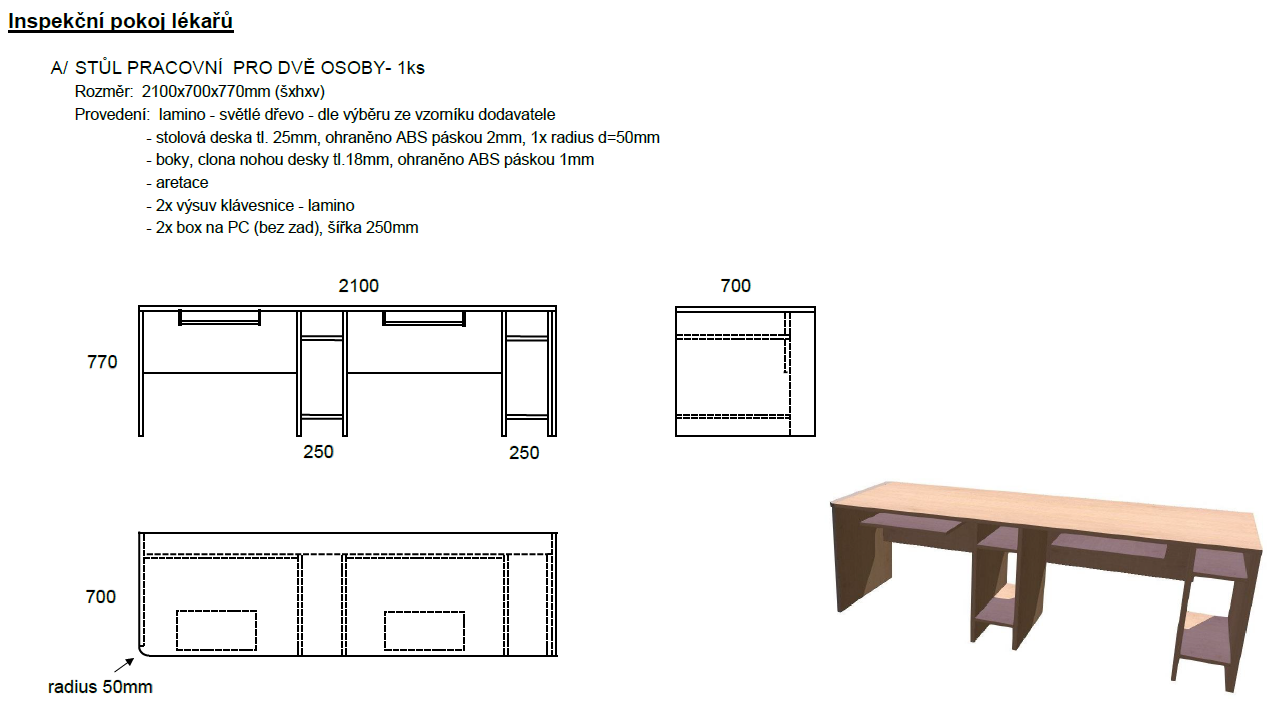 Inspekční pokoj lékařů
A/ STŮL PRACOVNÍ PRO DVĚ OSOBY- 1ks
Rozměr: 2100x700x770mm (šxhxv)
Provedení: lamino - světlé dřevo - dle výběru ze vzorníku dodavatele
- stolová deska tl. 25mm, ohraněno ABS páskou 2mm, 1x radius d=50mm
- boky, clona nohou desky tl.18mm, ohraněno ABS páskou 1mm
- aretace
- 2x výsuv klávesnice - lamino
- 2x box na PC (bez zad), šířka 250mm
2100
700
770
250
250
700
radius 50mm